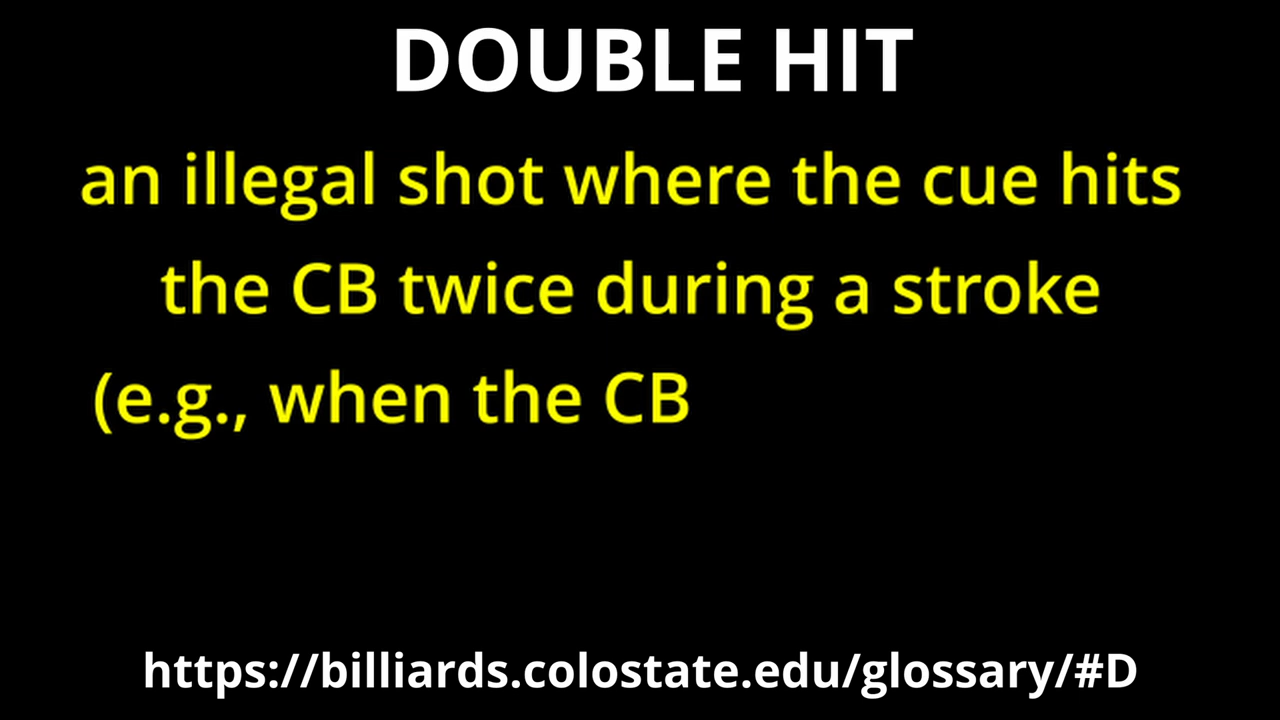 DOUBLE HIT
an illegal shot where the cue hits
the CB twice during a stroke
(e.g., when the CB
https://billiards.colostate.edu/glossary/#D